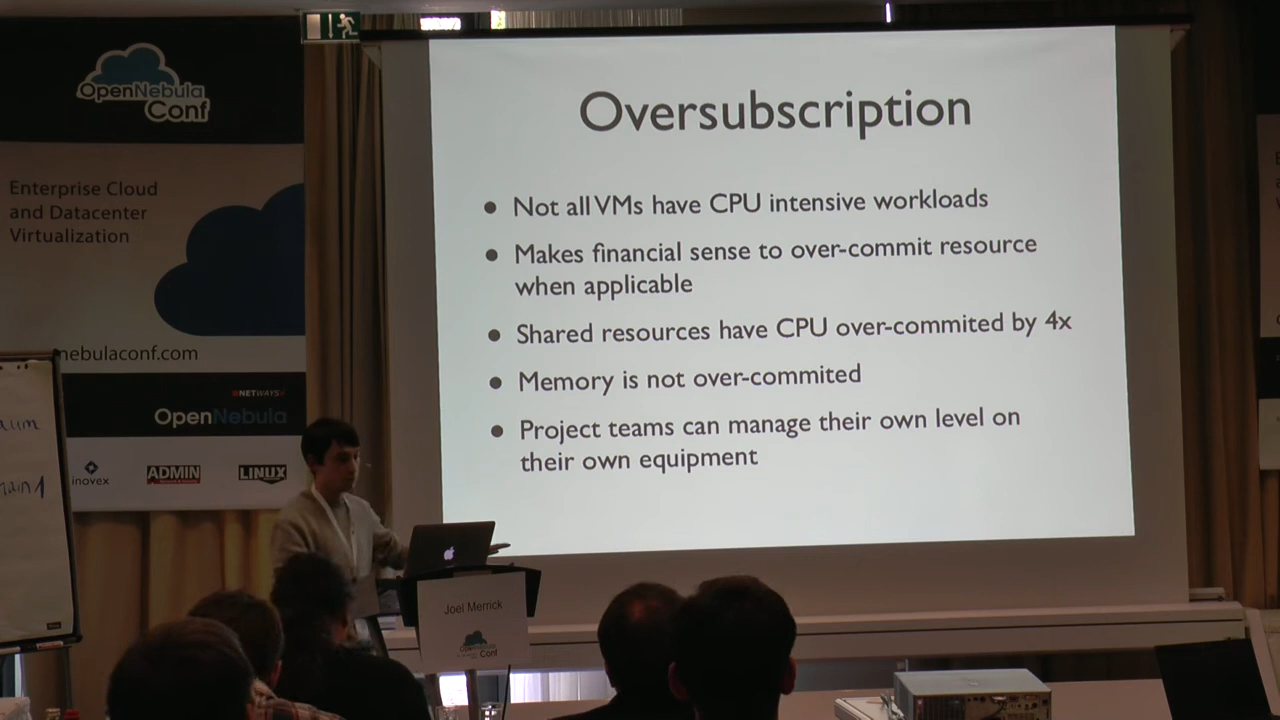 OpenNebula
Conf
Enterprise Cloud
and Datacenter
Virtualization
nebulaconf.com
NETWAYS
OpenNebula
inovex
ADMIN
LINUX
Oversubscription
• Not all VMs have CPU intensive workloads
• Makes financial sense to over-commit resource
when applicable
• Shared resources have CPU over-commited by 4x
• Memory is not over-commited
• Project teams can manage their own level on
their own equipment
Joel Merrick
Conf